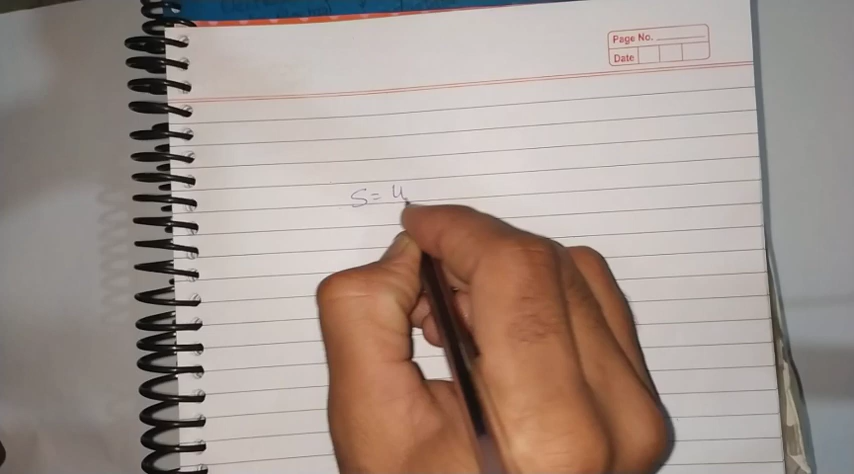 Page No.
Date
S = u